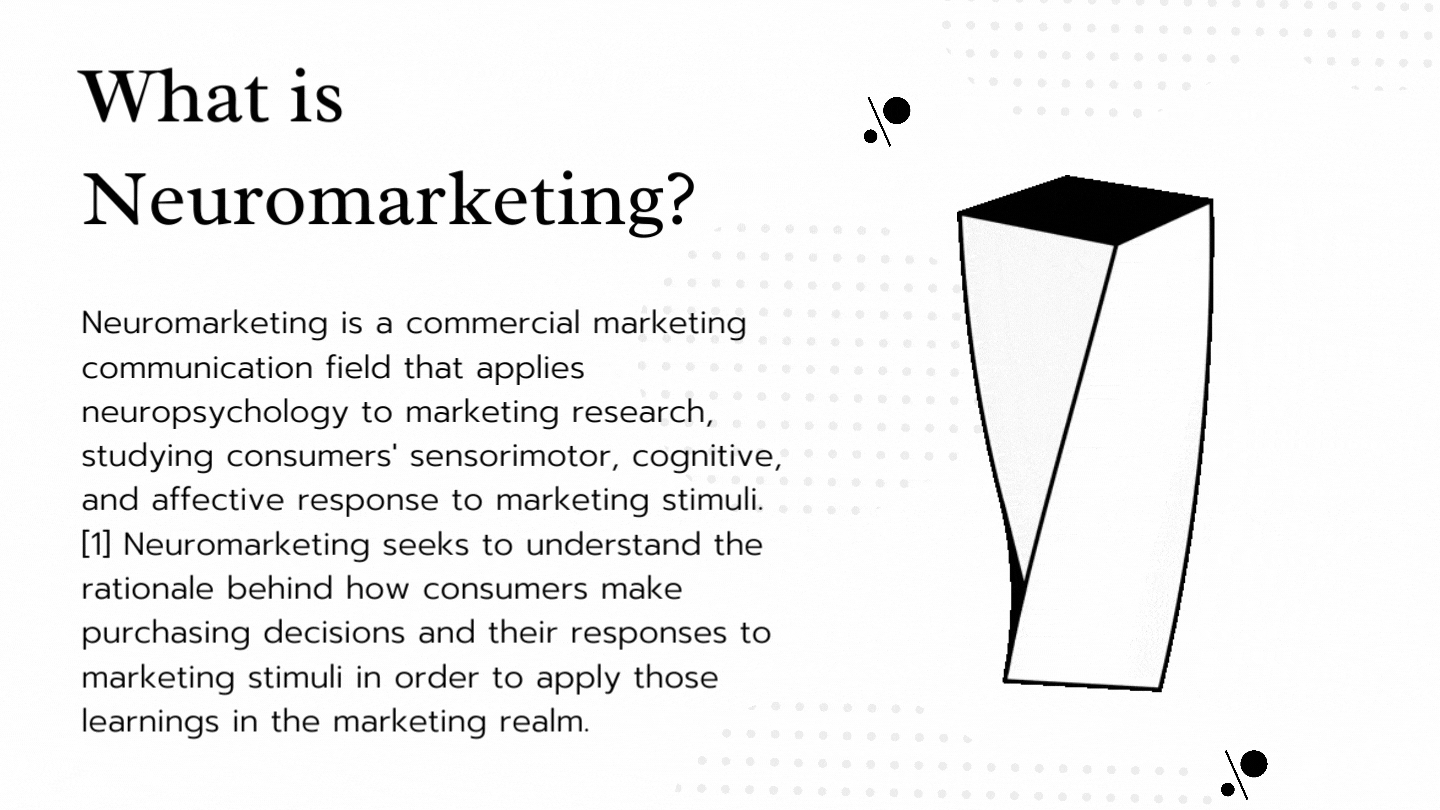 What is
Neuromarketing?
Neuromarketing is a commercial marketing
communication field that applies
neuropsychology to marketing research,
studying consumers' sensorimotor, cognitive,
and affective response to marketing stimuli.
[1] Neuromarketing seeks to understand the
rationale behind how consumers make
purchasing decisions and their responses to
marketing stimuli in order to apply those
learnings in the marketing realm.